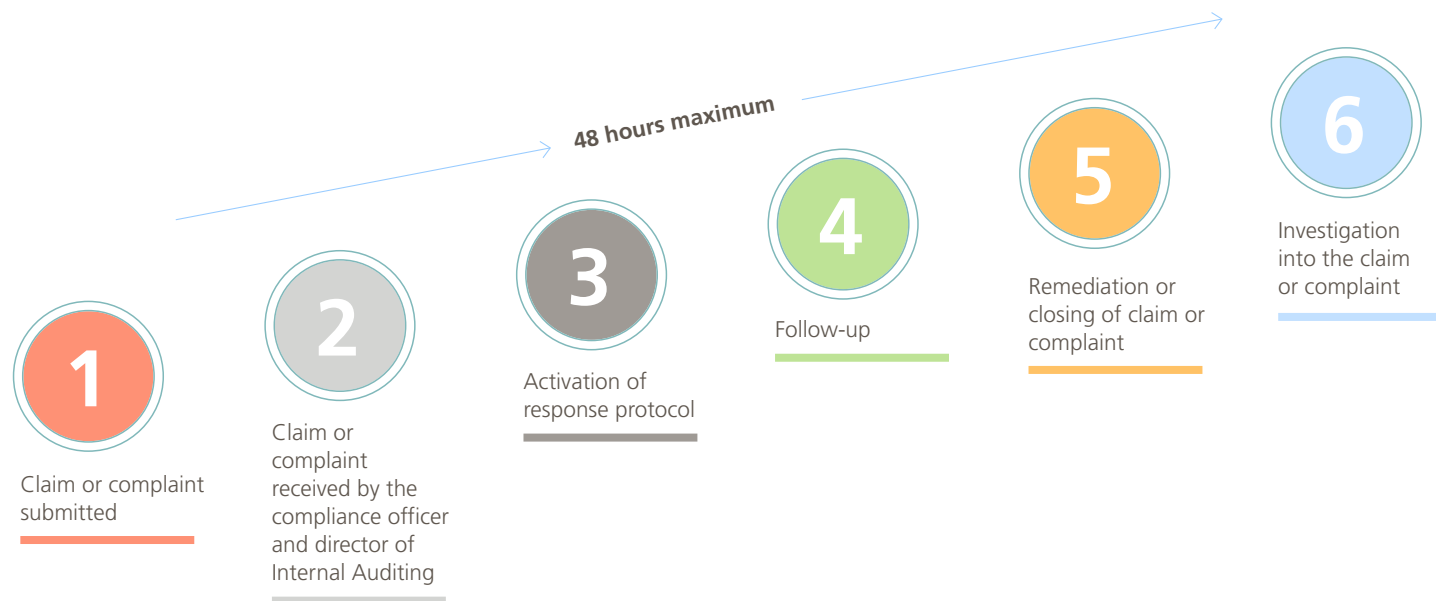 48 hours maximum
1
Claim or complaint
submitted
2
Claim or
complaint
received by the
compliance officer
and director of
Internal Auditing
3
Activation of
response protocol
4
Follow-up
5
Remediation or
closing of claim or
complaint
6
Investigation
into the claim
or complaint